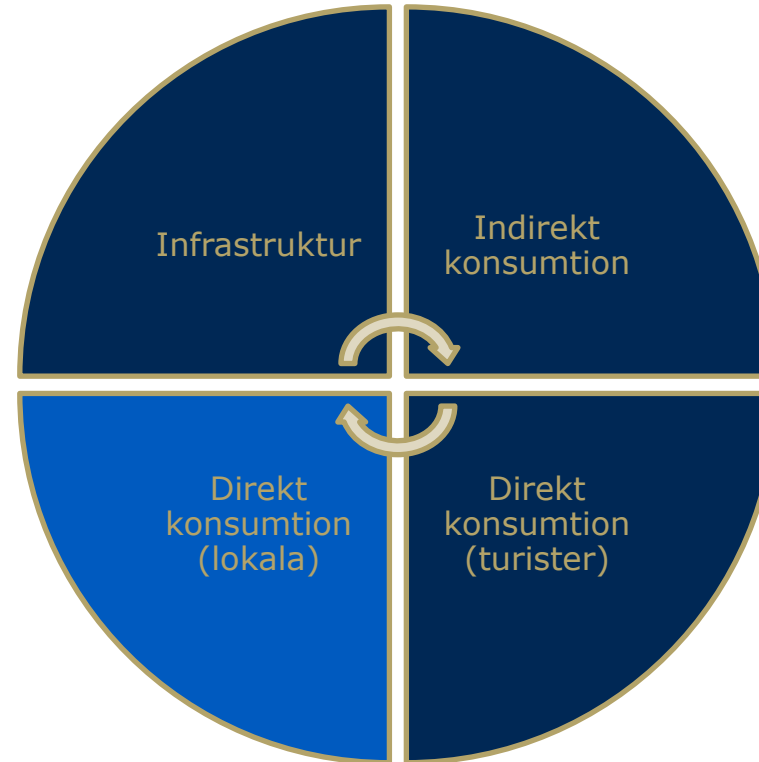 Infrastruktur
Indirekt
konsumtion
Direkt
konsumtion
(lokala)
Direkt
konsumtion
(turister)